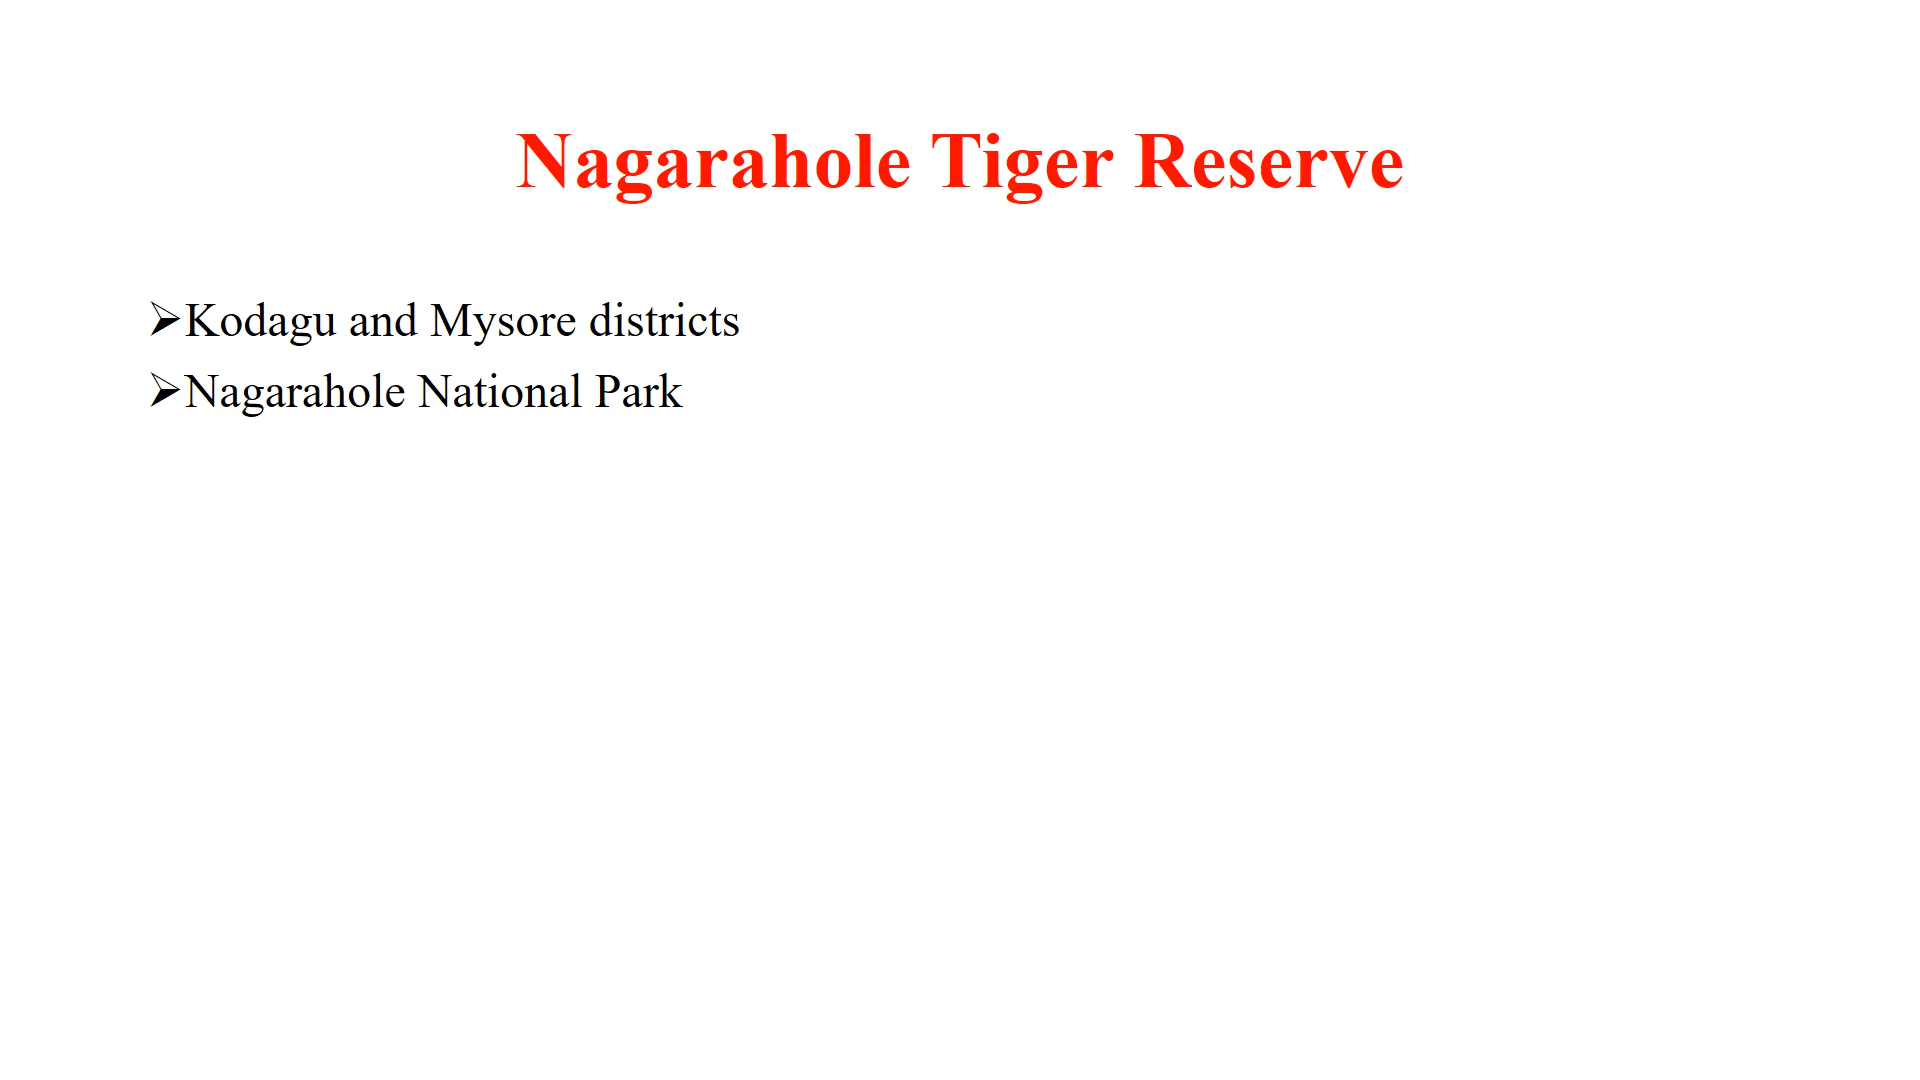 Nagarahole Tiger Reserve
➢Kodagu and Mysore districts
➢Nagarahole National Park